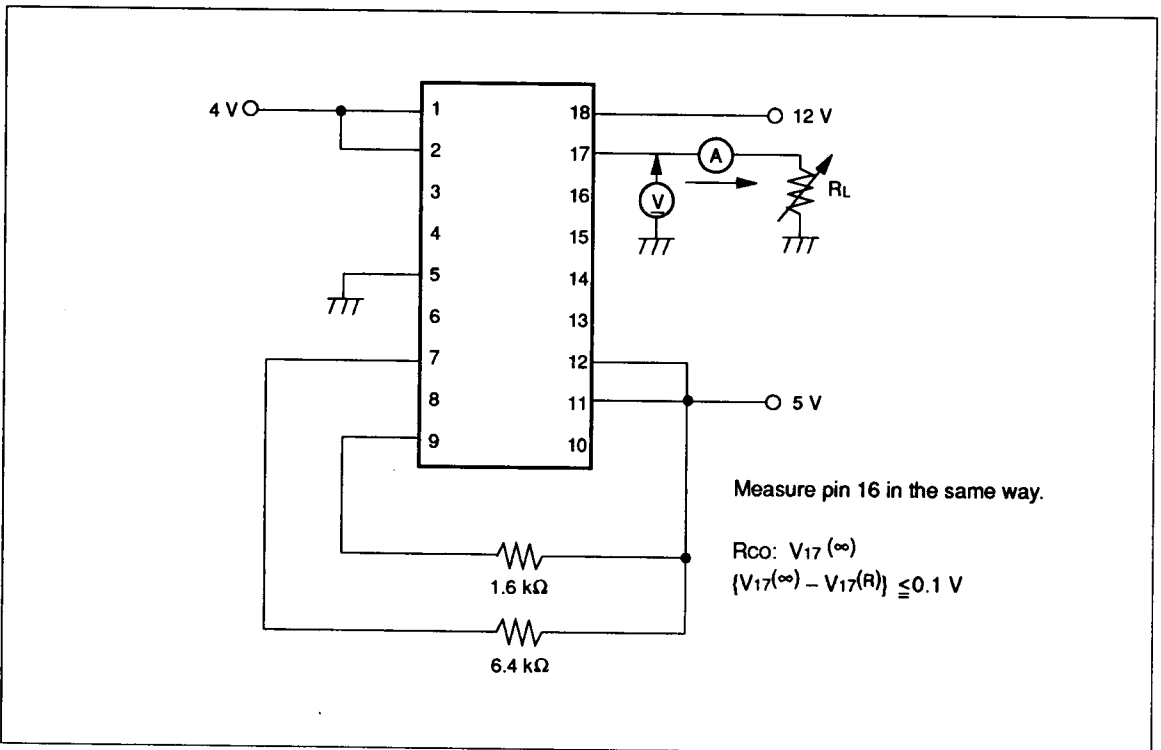 4 V
1
2
3
4
5
6
7
8
9
18
17
16
15
14
13
12
11
10
12 V
A
V
RL
5 V
1.6 kΩ
6.4 kΩ
Measure pin 16 in the same way.
RCO: V17 (∞)
{V17(∞) – V17(R)} ≦0.1 V